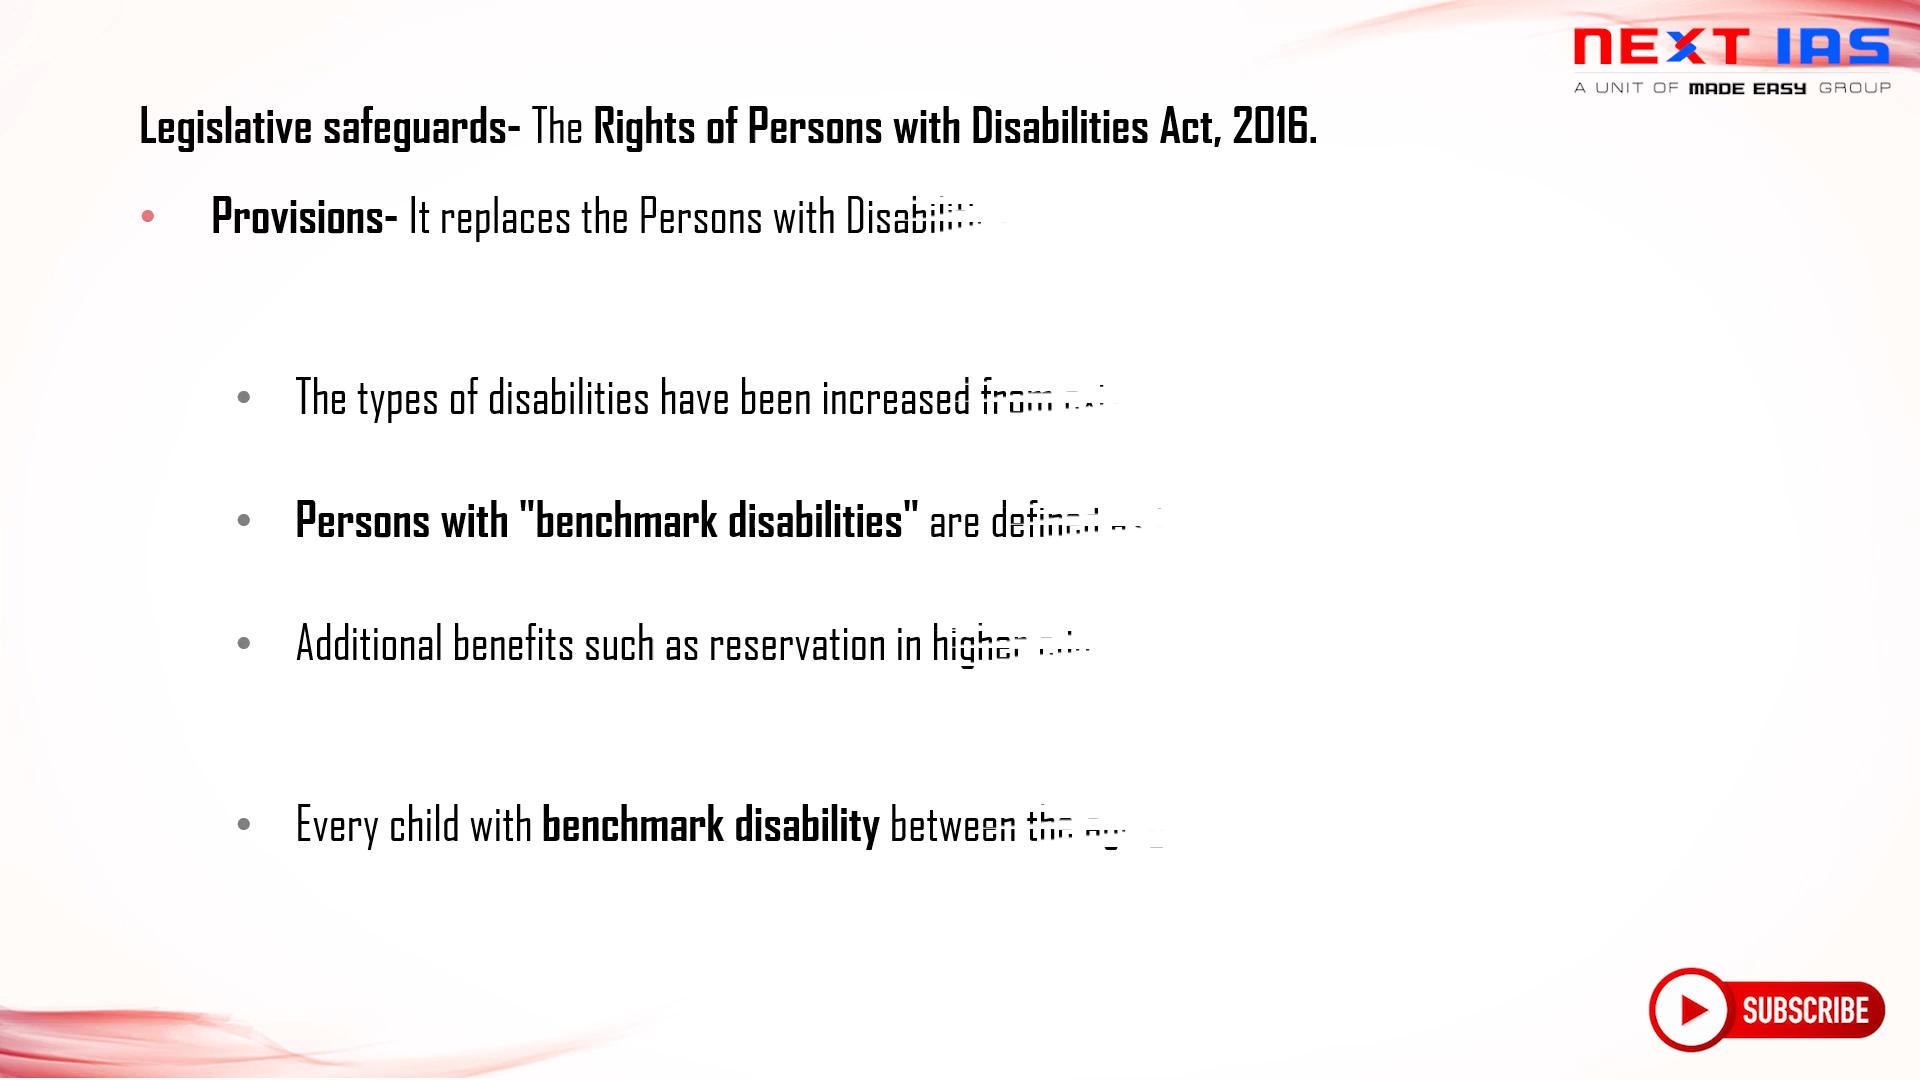 NEXT IAS
A UNIT OF MADE EASY GROUP
Legislative safeguards- The Rights of Persons with Disabilities Act, 2016.
• Provisions- It replaces the Persons with
• The types of disabilities have been increased from
• Persons with "benchmark disabilities" are defined
• Additional benefits such as reservation in higher
• Every child with benchmark disability between the
SUBSCRIBE